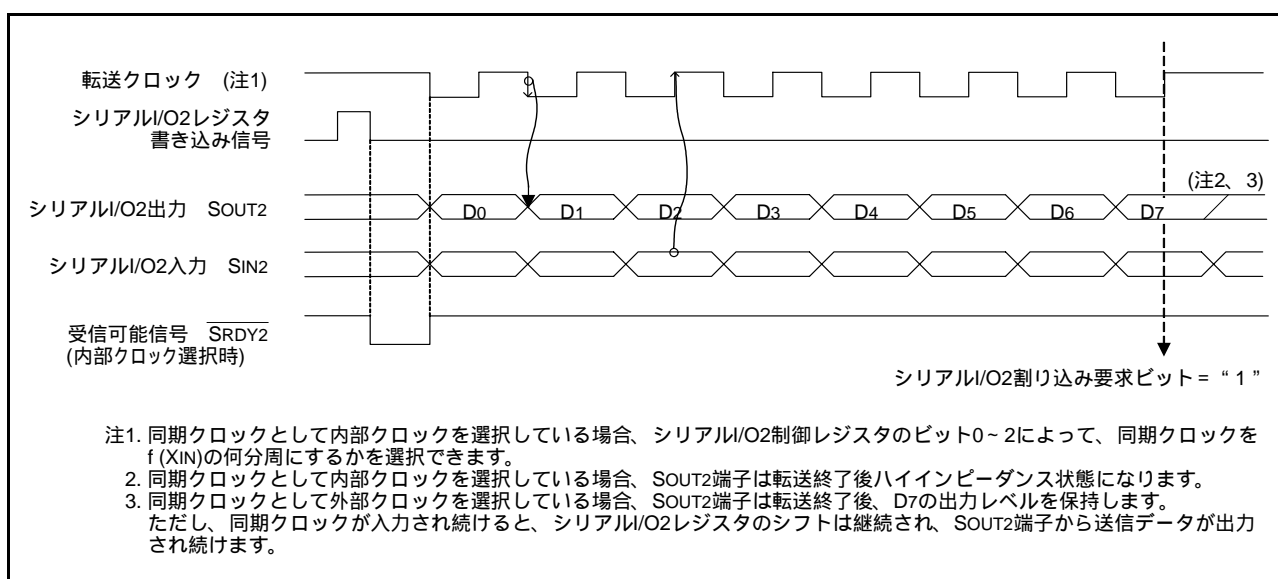 転送クロック (注1)
シリアルI/O2レジスタ
書き込み信号
(注2、3)
シリアルI/O2出力 SOUT2
D0 D1 D2 D3 D4 D5 D6 D7
シリアルI/O2入力 SIN2
受信可能信号 SRDY2
(内部クロック選択時)
シリアルI/O2割り込み要求ビット = “1”
注1. 同期クロックとして内部クロックを選択している場合、シリアルI/O2制御レジスタのビット0~2によって、同期クロックを
f (XIN)の何分周にするかを選択できます。
2. 同期クロックとして内部クロックを選択している場合、SOUT2端子は転送終了後ハイインピーダンス状態になります。
3. 同期クロックとして外部クロックを選択している場合、SOUT2端子は転送終了後、D7の出力レベルを保持します。
ただし、同期クロックが入力され続けると、シリアルI/O2レジスタのシフトは継続され、SOUT2端子から送信データが出力
され続けます。